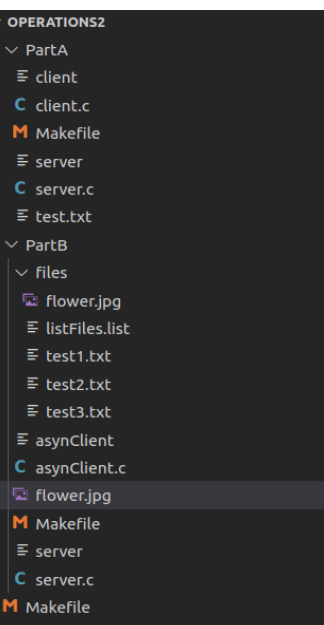 OPERATIONS2
PartA
client
C client.c
M Makefile
server
C server.c
test.txt
PartB
files
flower.jpg
listFiles.list
test1.txt
test2.txt
test3.txt
asynClient
C asynClient.c
flower.jpg
M Makefile
server
C server.c
M Makefile